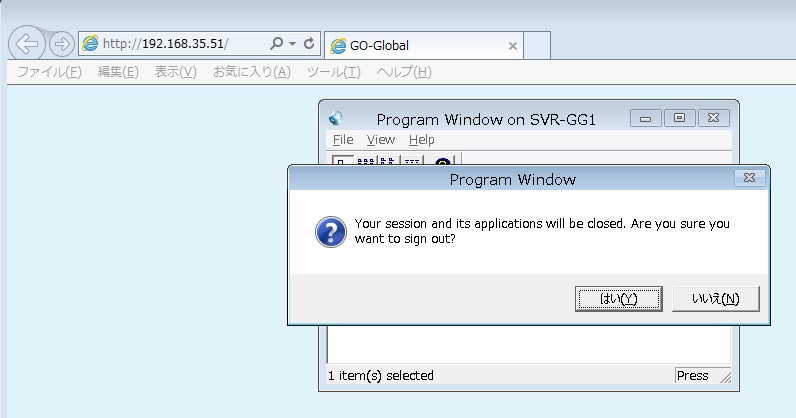 http://192.168.35.51/
GO-Global
ファイル(F) 編集(E) 表示(V) お気に入り(A) ツール(T) ヘルプ(H)
Program Window on SVR-GG1
File View Help
Program Window
Your session and its applications will be closed. Are you sure you
want to sign out?
はい(Y) いいえ(N)
1 item(s) selected Press